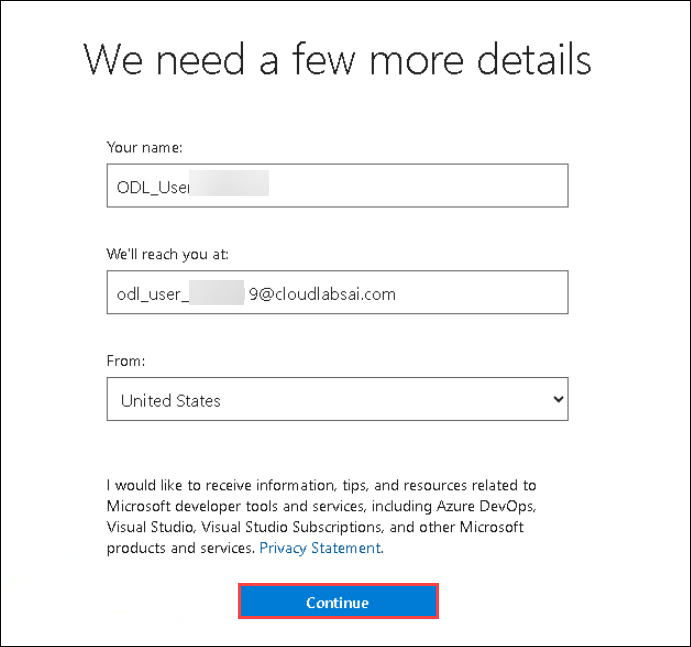 We need a few more details
Your name:
ODL_User
We'll reach you at:
odl_user_ 9@cloudlabsai.com
From:
United States
I would like to receive information, tips, and resources related to
Microsoft developer tools and services, including Azure DevOps,
Visual Studio, Visual Studio Subscriptions, and other Microsoft
products and services. Privacy Statement.
Continue